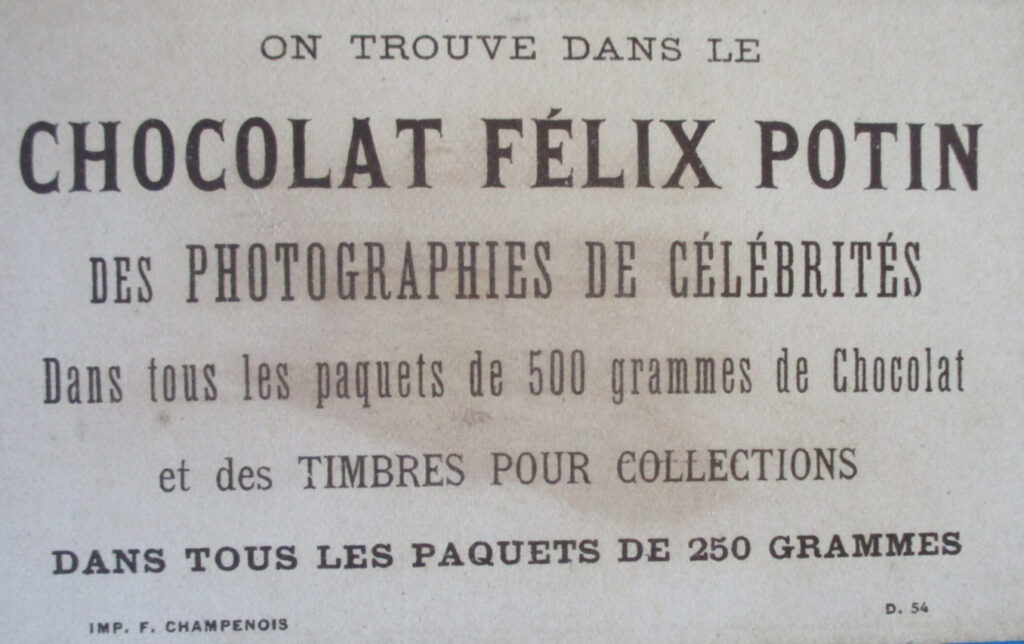 ON TROUVE DANS LE
CHOCOLAT FÉLIX POTIN
DES PHOTOGRAPHIES DE CÉLÉBRITÉS
Dans tous les paquets de 500 grammes de Chocolat
et des TIMBRES POUR COLLECTIONS
DANS TOUS LES PAQUETS DE 250 GRAMMES
IMP. F. CHAMPENOIS
D. 54